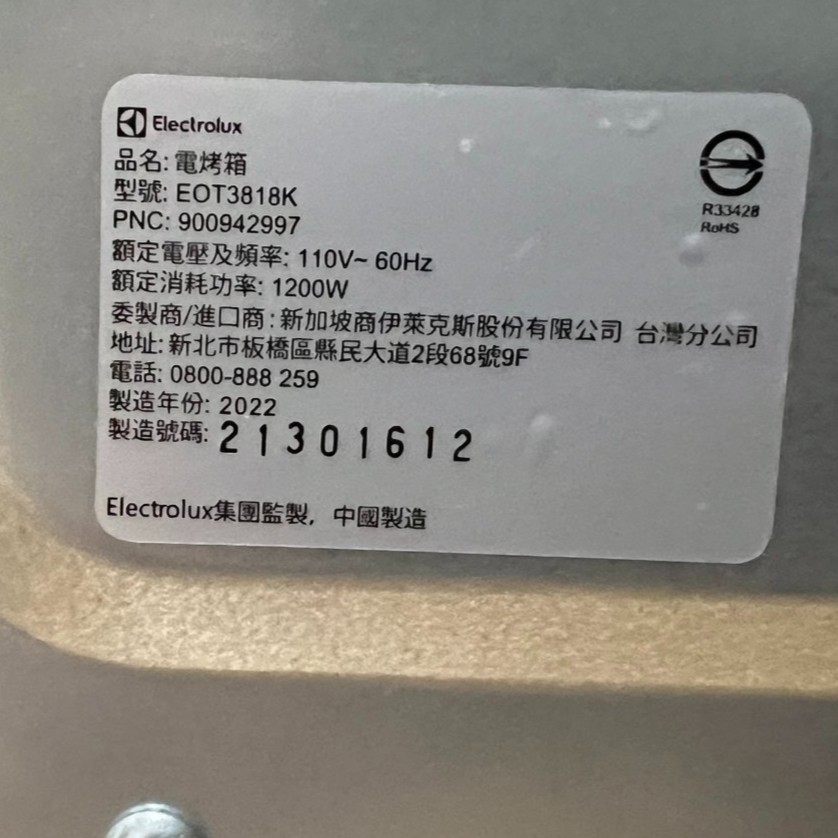 Electrolux
品名: 電烤箱
型號: EOT3818K
PNC: 900942997
額定電壓及頻率: 110V~ 60Hz
額定消耗功率: 1200W
委製商/進口商: 新加坡商伊萊克斯股份有限公司 台灣分公司
地址: 新北市板橋區縣民大道2段68號9F
電話: 0800-888 259
製造年份: 2022
製造號碼: 21301612
Electrolux集團監製, 中國製造
R33428
RoHS